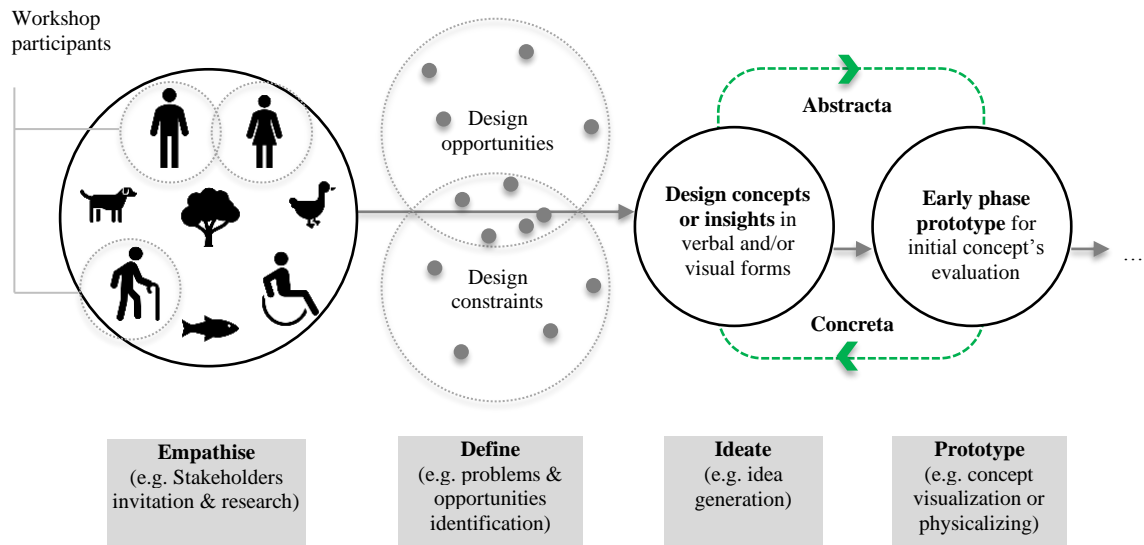 Workshop
participants
Design
opportunities
Design
constraints
Abstracta
Design concepts
or insights in
verbal and/or
visual forms
Early phase
prototype for
initial concept’s
evaluation
…
Concreta
Empathise
(e.g. Stakeholders
invitation & research)
Define
(e.g. problems &
opportunities
identification)
Ideate
(e.g. idea
generation)
Prototype
(e.g. concept
visualization or
physicalizing)